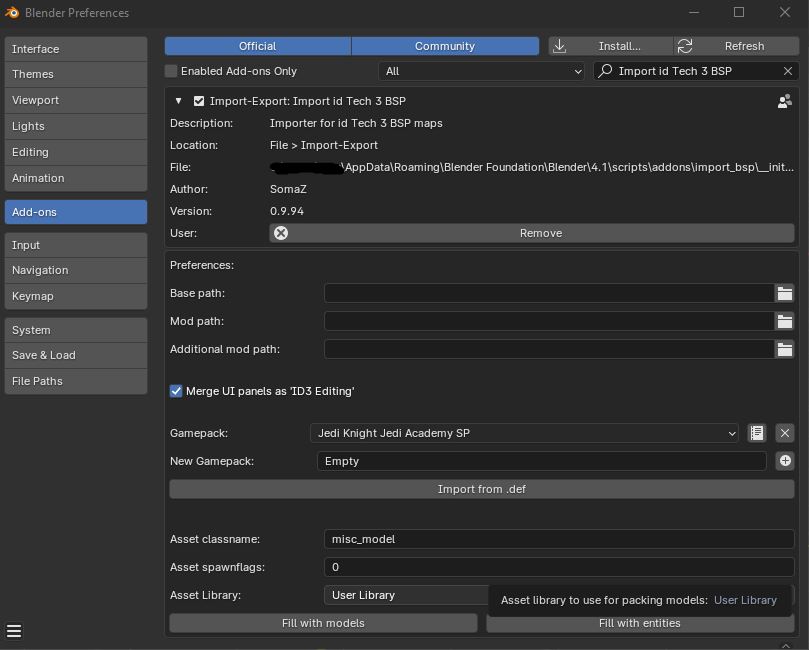 Blender Preferences
Interface
Themes
Viewport
Lights
Editing
Animation
Add-ons
Input
Navigation
Keymap
System
Save & Load
File Paths
Official Community Install... Refresh
Enabled Add-ons Only All Import id Tech 3 BSP
Import-Export: Import id Tech 3 BSP
Description: Importer for id Tech 3 BSP maps
Location: File > Import-Export
File: \AppData\Roaming\Blender Foundation\Blender\4.1\scripts\addons\import_bsp\__init...
Author: SomaZ
Version: 0.9.94
User: Remove
Preferences:
Base path:
Mod path:
Additional mod path:
Merge UI panels as 'ID3 Editing'
Gamepack: Jedi Knight Jedi Academy SP
New Gamepack: Empty
Import from .def
Asset classname: misc_model
Asset spawnflags: 0
Asset Library: User Library
Asset library to use for packing models: User Library
Fill with models Fill with entities